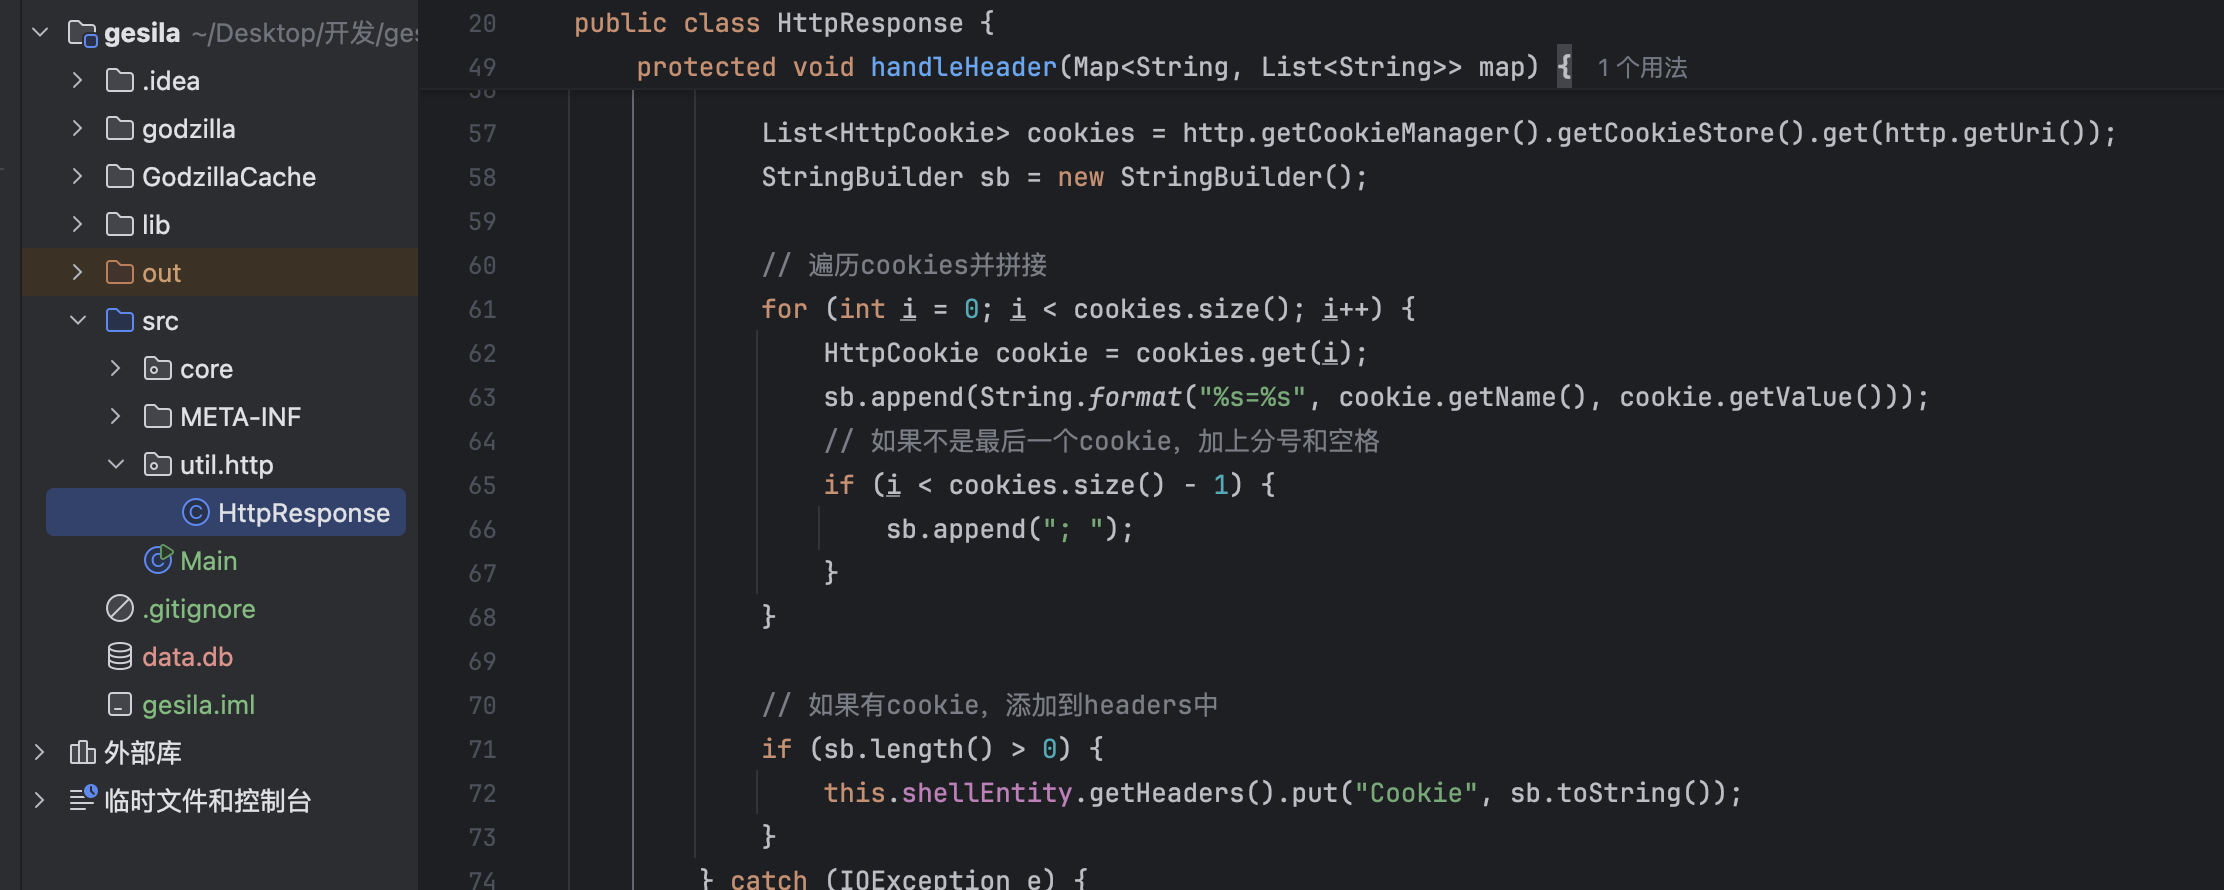 gesila ~/Desktop/开发/ges
.idea
godzilla
GodzillaCache
lib
out
src
core
META-INF
util.http
HttpResponse
Main
.gitignore
data.db
gesila.iml
外部库
临时文件和控制台
20 public class HttpResponse {
49 protected void handleHeader(Map<String, List<String>> map) { 1个用法
56
57 List<HttpCookie> cookies = http.getCookieManager().getCookieStore().get(http.getUri());
58 StringBuilder sb = new StringBuilder();
59
60 // 遍历cookies并拼接
61 for (int i = 0; i < cookies.size(); i++) {
62 HttpCookie cookie = cookies.get(i);
63 sb.append(String.format("%s=%s", cookie.getName(), cookie.getValue()));
64 // 如果不是最后一个cookie，加上分号和空格
65 if (i < cookies.size() - 1) {
66 sb.append("; ");
67 }
68 }
69
70 // 如果有cookie，添加到headers中
71 if (sb.length() > 0) {
72 this.shellEntity.getHeaders().put("Cookie", sb.toString());
73 }
74 } catch (IOException e) {